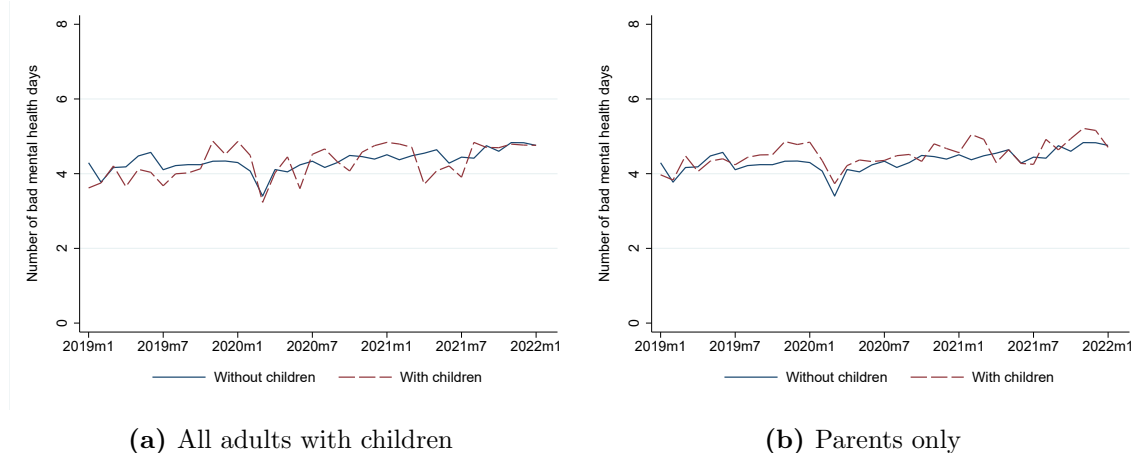 Number of bad mental health days
8
6
4
2
0
2019m1 2019m7 2020m1 2020m7 2021m1 2021m7 2022m1
Without children With children
(a) All adults with children
Number of bad mental health days
8
6
4
2
0
2019m1 2019m7 2020m1 2020m7 2021m1 2021m7 2022m1
Without children With children
(b) Parents only